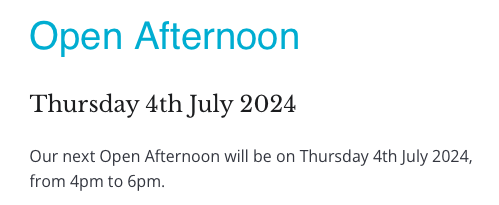 Open Afternoon
Thursday 4th July 2024
Our next Open Afternoon will be on Thursday 4th July 2024,
from 4pm to 6pm.